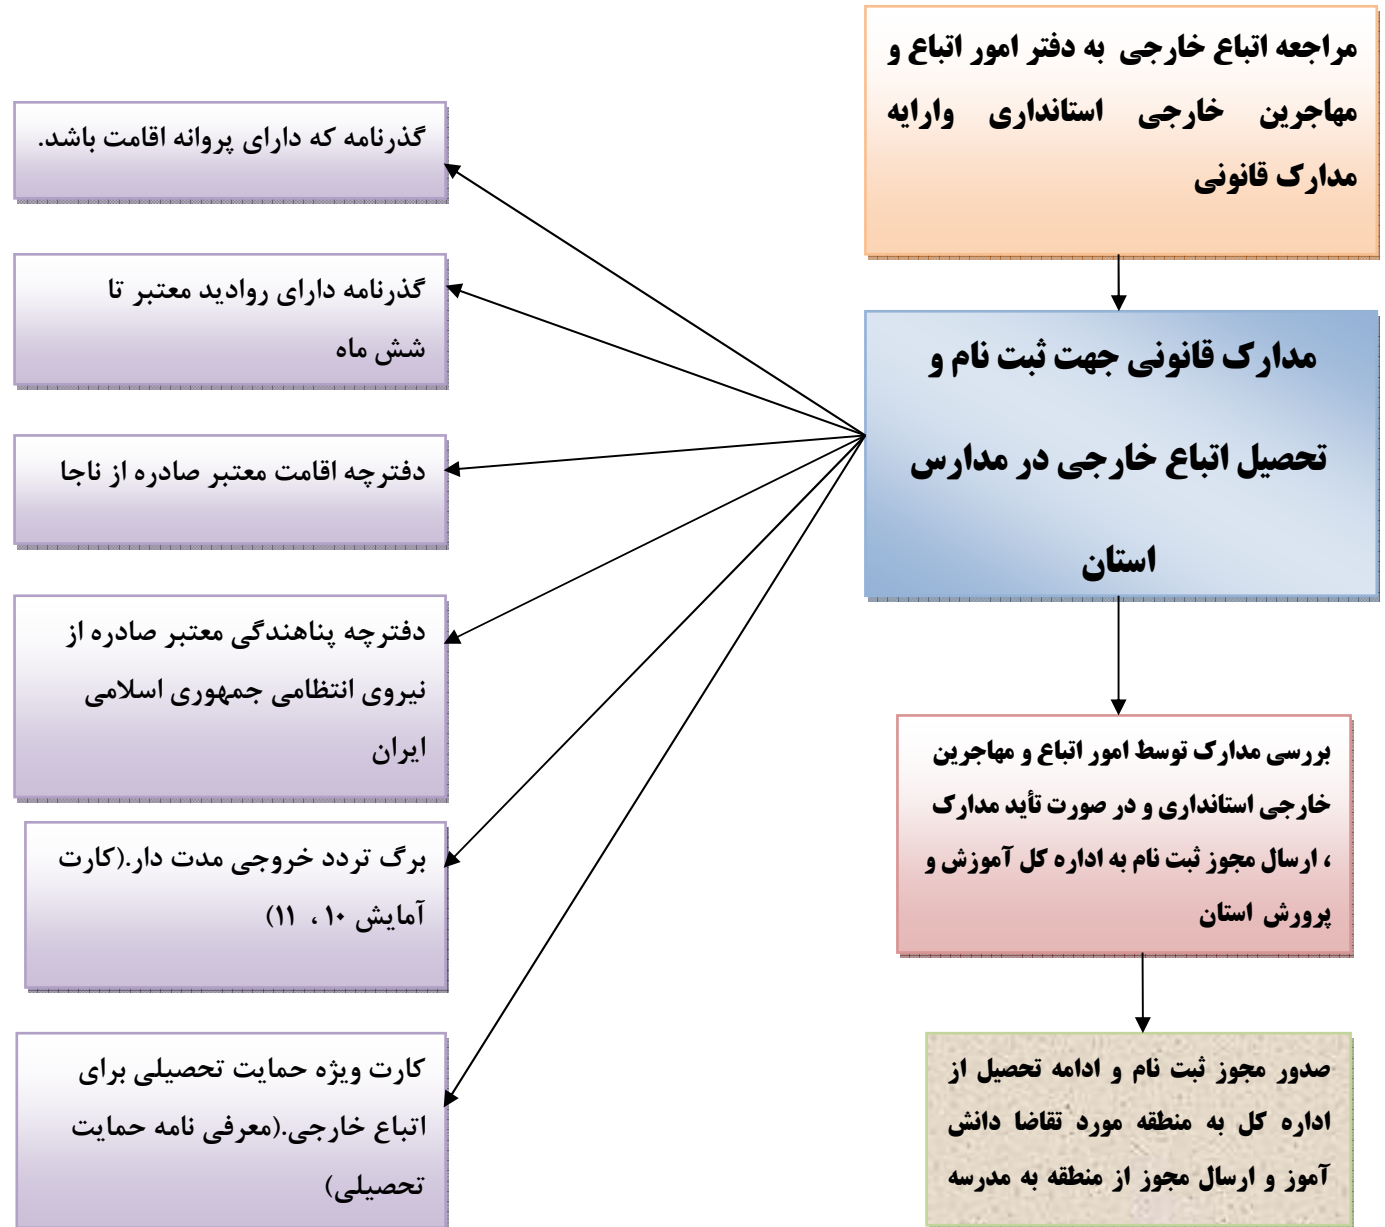 مراجعه اتباع خارجی به دفتر امور اتباع و
مهاجرین خارجی استانداری وارایه
مدارک قانونی
مدارک قانونی جهت ثبت نام و
تحصیل اتباع خارجی در مدارس
استان
بررسی مدارک توسط امور اتباع و مهاجرین
خارجی استانداری و در صورت تأید مدارک
، ارسال مجوز ثبت نام به اداره کل آموزش و
پرورش استان
صدور مجوز ثبت نام و ادامه تحصیل از
اداره کل به منطقه مورد تقاضا دانش
آموز و ارسال مجوز از منطقه به مدرسه
گذرنامه که دارای پروانه اقامت باشد.
گذرنامه دارای روادید معتبر تا
شش ماه
دفترچه اقامت معتبر صادره از ناجا
دفترچه پناهندگی معتبر صادره از
نیروی انتظامی جمهوری اسلامی
ایران
برگ تردد خروجی مدت دار.(کارت
آمایش ۱۰ ، ۱۱)
کارت ویژه حمایت تحصیلی برای
اتباع خارجی.(معرفی نامه حمایت
تحصیلی)